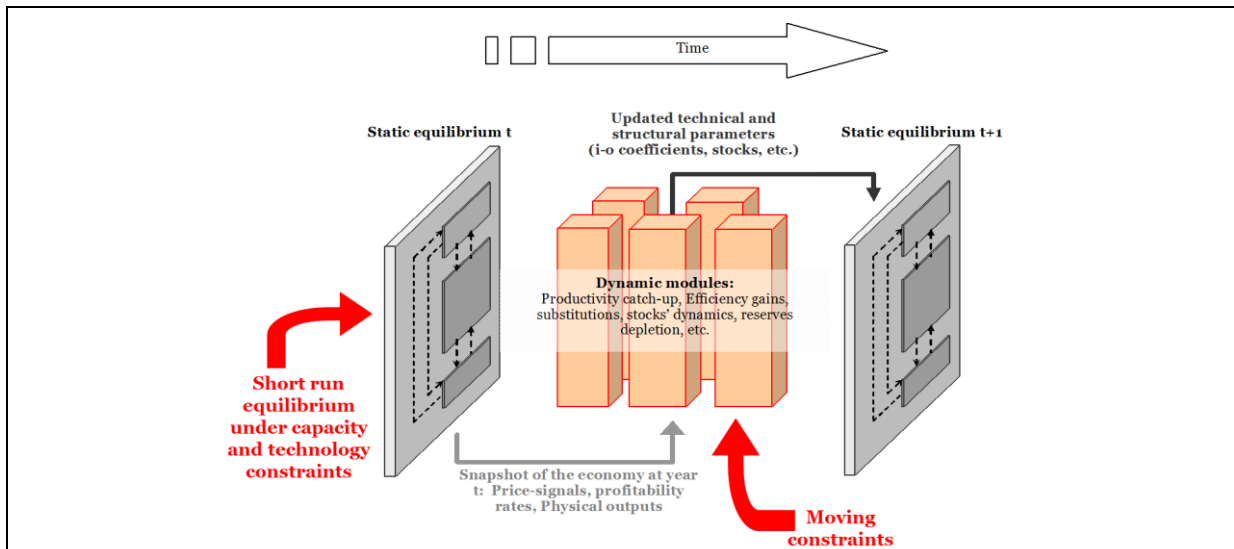 Time
Updated technical and
structural parameters
(i-o coefficients, stocks, etc.)
Static equilibrium t
Static equilibrium t+1
Dynamic modules:
Productivity catch-up, Efficiency gains,
substitutions, stocks' dynamics, reserves
depletion, etc.
Short run
equilibrium
under capacity
and technology
constraints
Snapshot of the economy at year
t: Price-signals, profitability
rates, Physical outputs
Moving
constraints